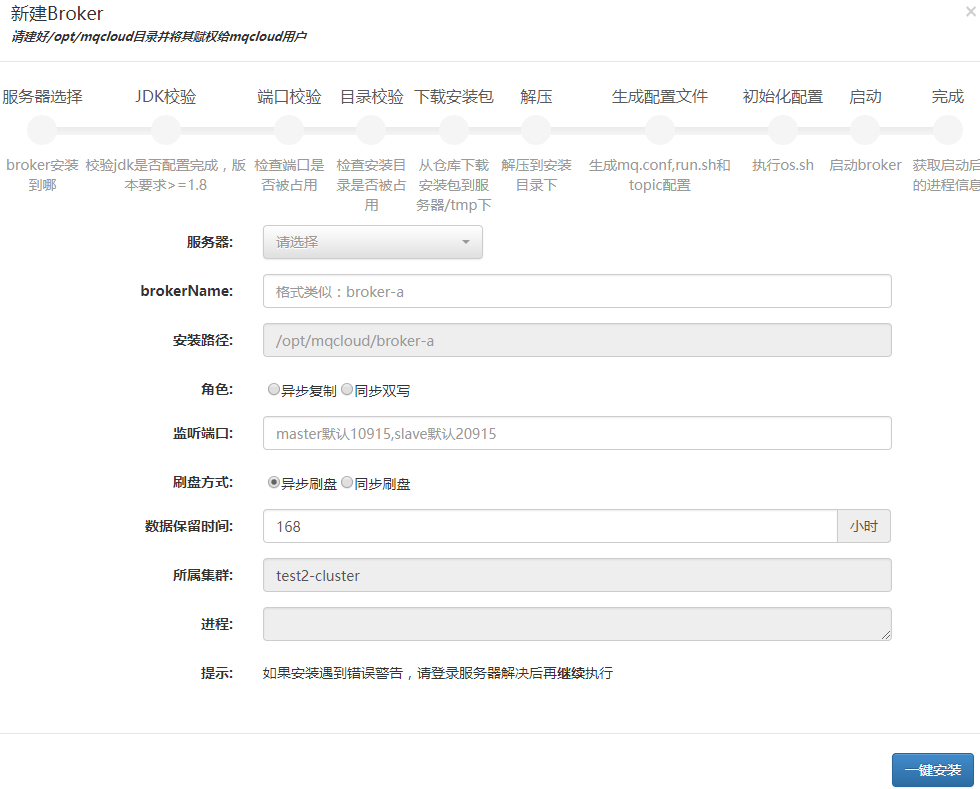 新建Broker
×
请建好/opt/mqcloud目录并将其赋权给mqcloud用户
服务器选择 JDK校验 端口校验 目录校验 下载安装包 解压 生成配置文件 初始化配置 启动 完成
broker安装 校验jdk是否配置完成，版 检查端口是 检查安装目 从仓库下载 解压到安装 生成mq.conf,run.sh和 执行os.sh 启动broker 获取启动后
到哪 本要求>=1.8 否被占用 录是否被占 安装包到服 目录下 topic配置 的进程信息
用 务器/tmp下
服务器: 请选择
brokerName: 格式类似：broker-a
安装路径: /opt/mqcloud/broker-a
角色: 异步复制 同步双写
监听端口: master默认10915,slave默认20915
刷盘方式: 异步刷盘 同步刷盘
数据保留时间: 168 小时
所属集群: test2-cluster
进程:
提示: 如果安装遇到错误警告，请登录服务器解决后再继续执行
一键安装